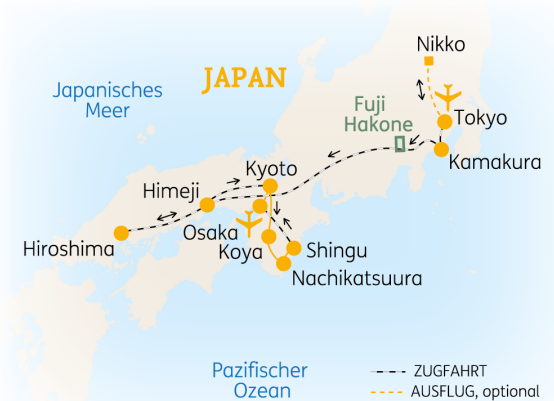 Nikko
JAPAN
Japanisches
Meer
Fuji
Hakone
Tokyo
Kamakura
Kyoto
Himeji
Hiroshima
Osaka
Koya
Shingu
Nachikatsuura
Pazifischer
Ozean
ZUGFAHRT
AUSFLUG, optional